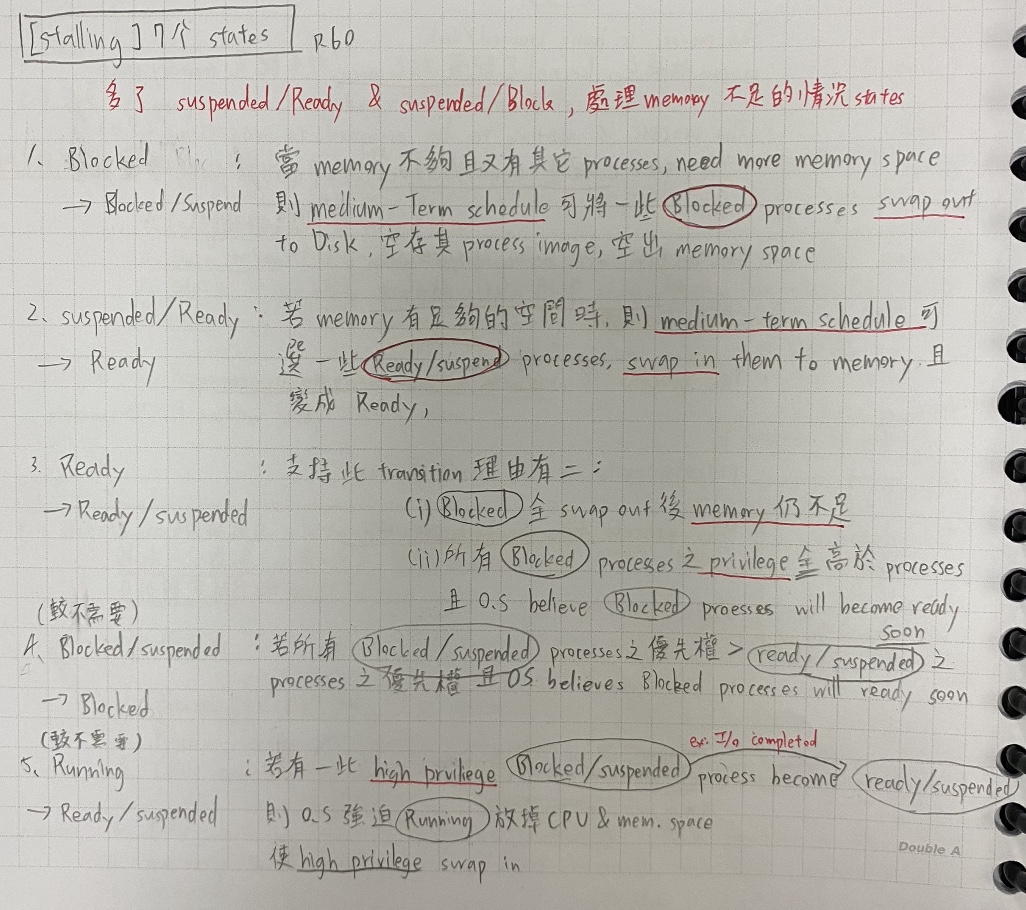 [stalling] 7个 states P.60
多了 suspended/Ready & suspended/Block, 處理 memory 不足的情況 states
1、Blocked : 當 memory 不夠且又有其它 processes, need more memory space
→ Blocked/Suspend 則 medium-Term schedule 可將一些 Blocked processes swap out
to Disk, 空存其 process image, 空出 memory space
2、suspended/Ready : 若 memory 有足夠的空間時, 則 medium-term schedule 可
→ Ready 選一些 Ready/suspend processes, swap in them to memory 且
變成 Ready,
3. Ready : 支持此 transition 理由有二:
→ Ready/suspended (i) Blocked 全 swap out 後 memory 仍不足
(ii) 所有 Blocked processes 之 privilege 全高於 processes
且 O.S believe Blocked proesses will become ready
soon
(較不需要)
4、Blocked/suspended : 若所有 Blocked/suspended processes 之優先權 > ready/suspended 之
processes 之優先權 且 OS believes Blocked processes will ready soon
→ Blocked
(較不需要) ex: I/o completed
5、Running : 若有一些 high prviliege Blocked/suspended process become ready/suspended
→ Ready/suspended 則 O.S 強迫 Running 放掉 CPU & mem. space
使 high privilege swap in
Double A